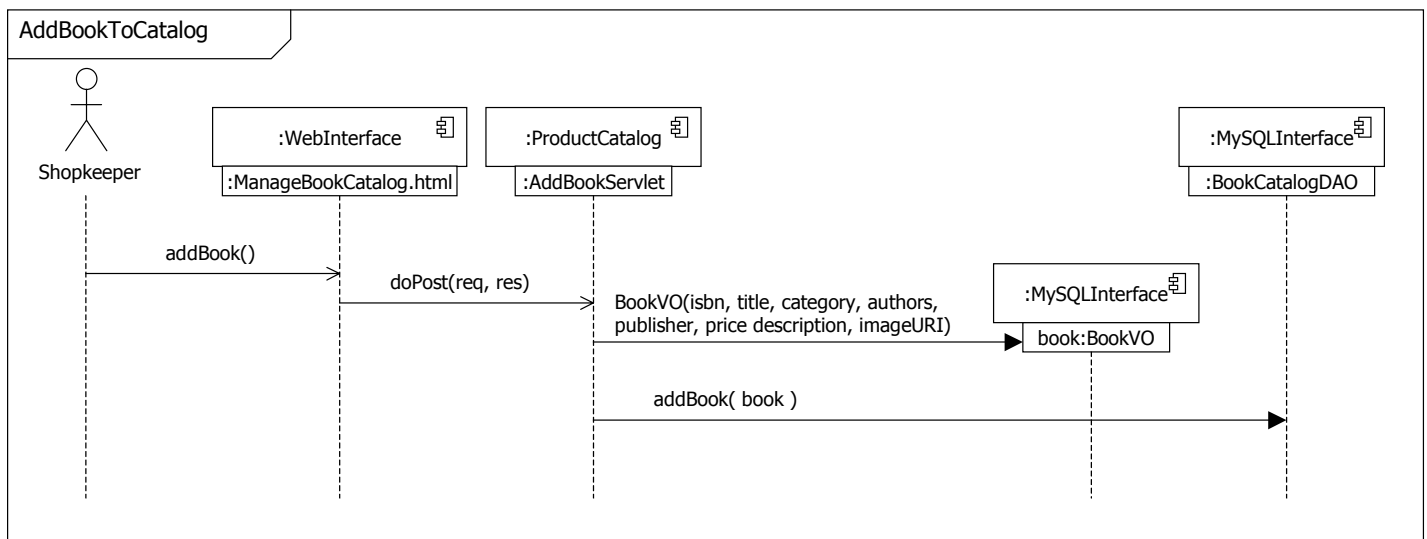 AddBookToCatalog
Shopkeeper
:WebInterface
:ManageBookCatalog.html
:ProductCatalog
:AddBookServlet
:MySQLInterface
:BookCatalogDAO
addBook()
doPost(req, res)
BookVO(isbn, title, category, authors,
publisher, price description, imageURI)
:MySQLInterface
book:BookVO
addBook( book )